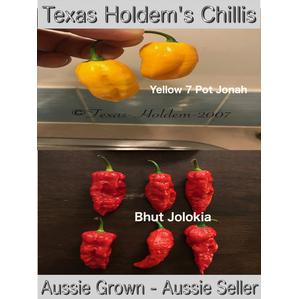 Texas Holdem's Chillis
Yellow 7 Pot Jonah
© Texas-Holdem-2007
Bhut Jolokia
Aussie Grown - Aussie Seller